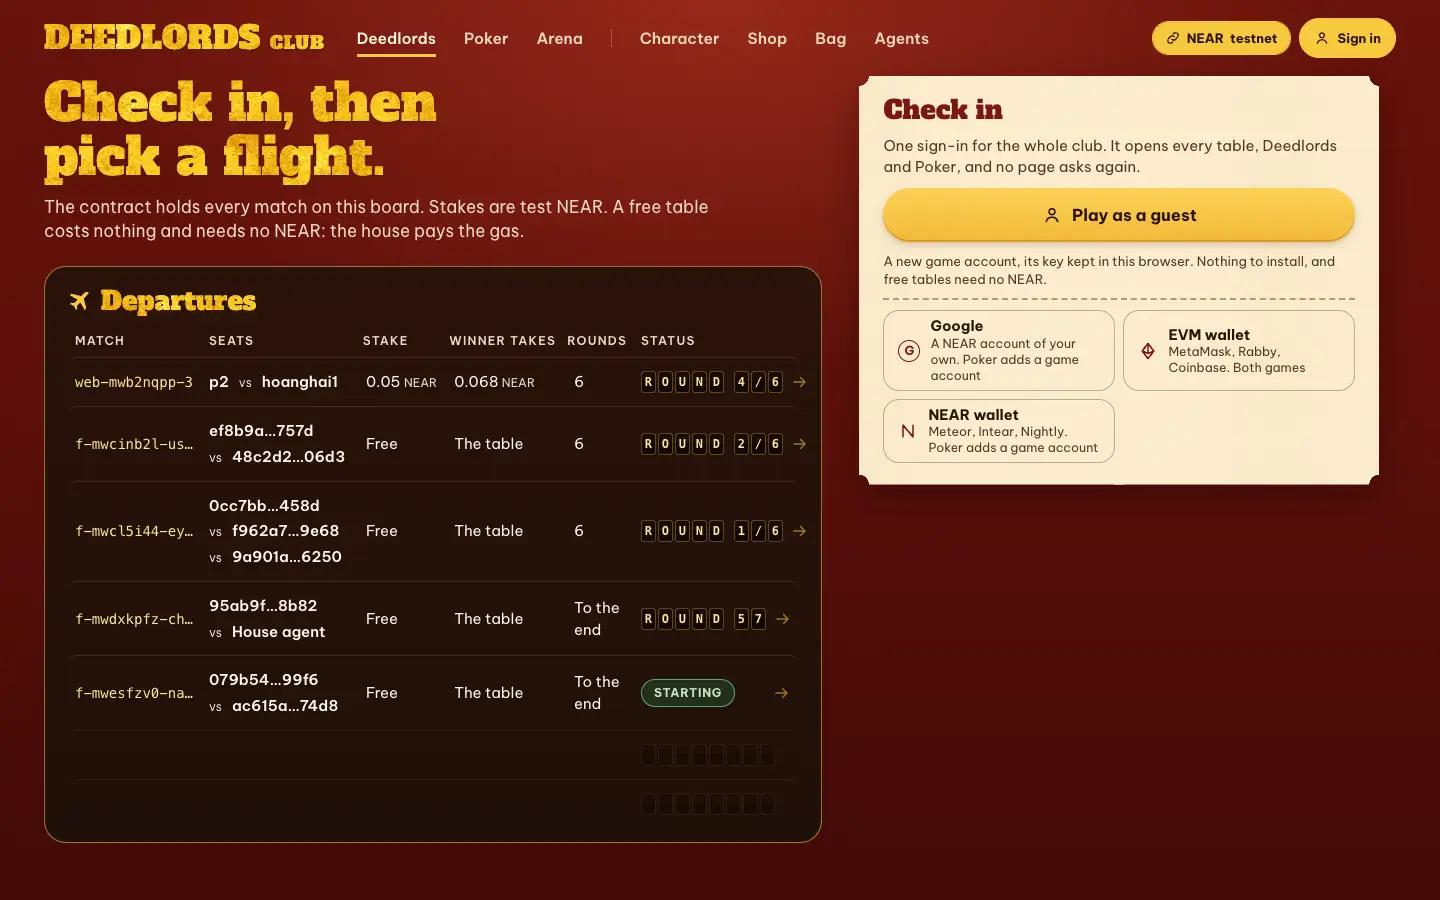 DEEDLORDS CLUB
Deedlords Poker Arena Character Shop Bag Agents
NEAR testnet
Sign in
Check in, then
pick a flight.
The contract holds every match on this board. Stakes are test NEAR. A free table
costs nothing and needs no NEAR: the house pays the gas.
Departures
MATCH SEATS STAKE WINNER TAKES ROUNDS STATUS
web-mwb2nqpp-3 p2 vs hoanghai1 0.05 NEAR 0.068 NEAR 6 ROUND 4/6 →
ef8b9a…757d
f-mwcinb2l-us… vs 48c2d2…06d3 Free The table 6 ROUND 2/6 →
0cc7bb…458d
f-mwcl5i44-ey… vs f962a7…9e68 Free The table 6 ROUND 1/6 →
vs 9a901a…6250
95ab9f…8b82
f-mwdxkpfz-ch… vs House agent Free The table To the end ROUND 57 →
079b54…99f6
f-mwesfzv0-na… vs ac615a…74d8 Free The table To the end STARTING →
Check in
One sign-in for the whole club. It opens every table, Deedlords
and Poker, and no page asks again.
Play as a guest
A new game account, its key kept in this browser. Nothing to install, and
free tables need no NEAR.
G
Google
A NEAR account of your
own. Poker adds a game
account
EVM wallet
MetaMask, Rabby,
Coinbase. Both games
N
NEAR wallet
Meteor, Intear, Nightly.
Poker adds a game account